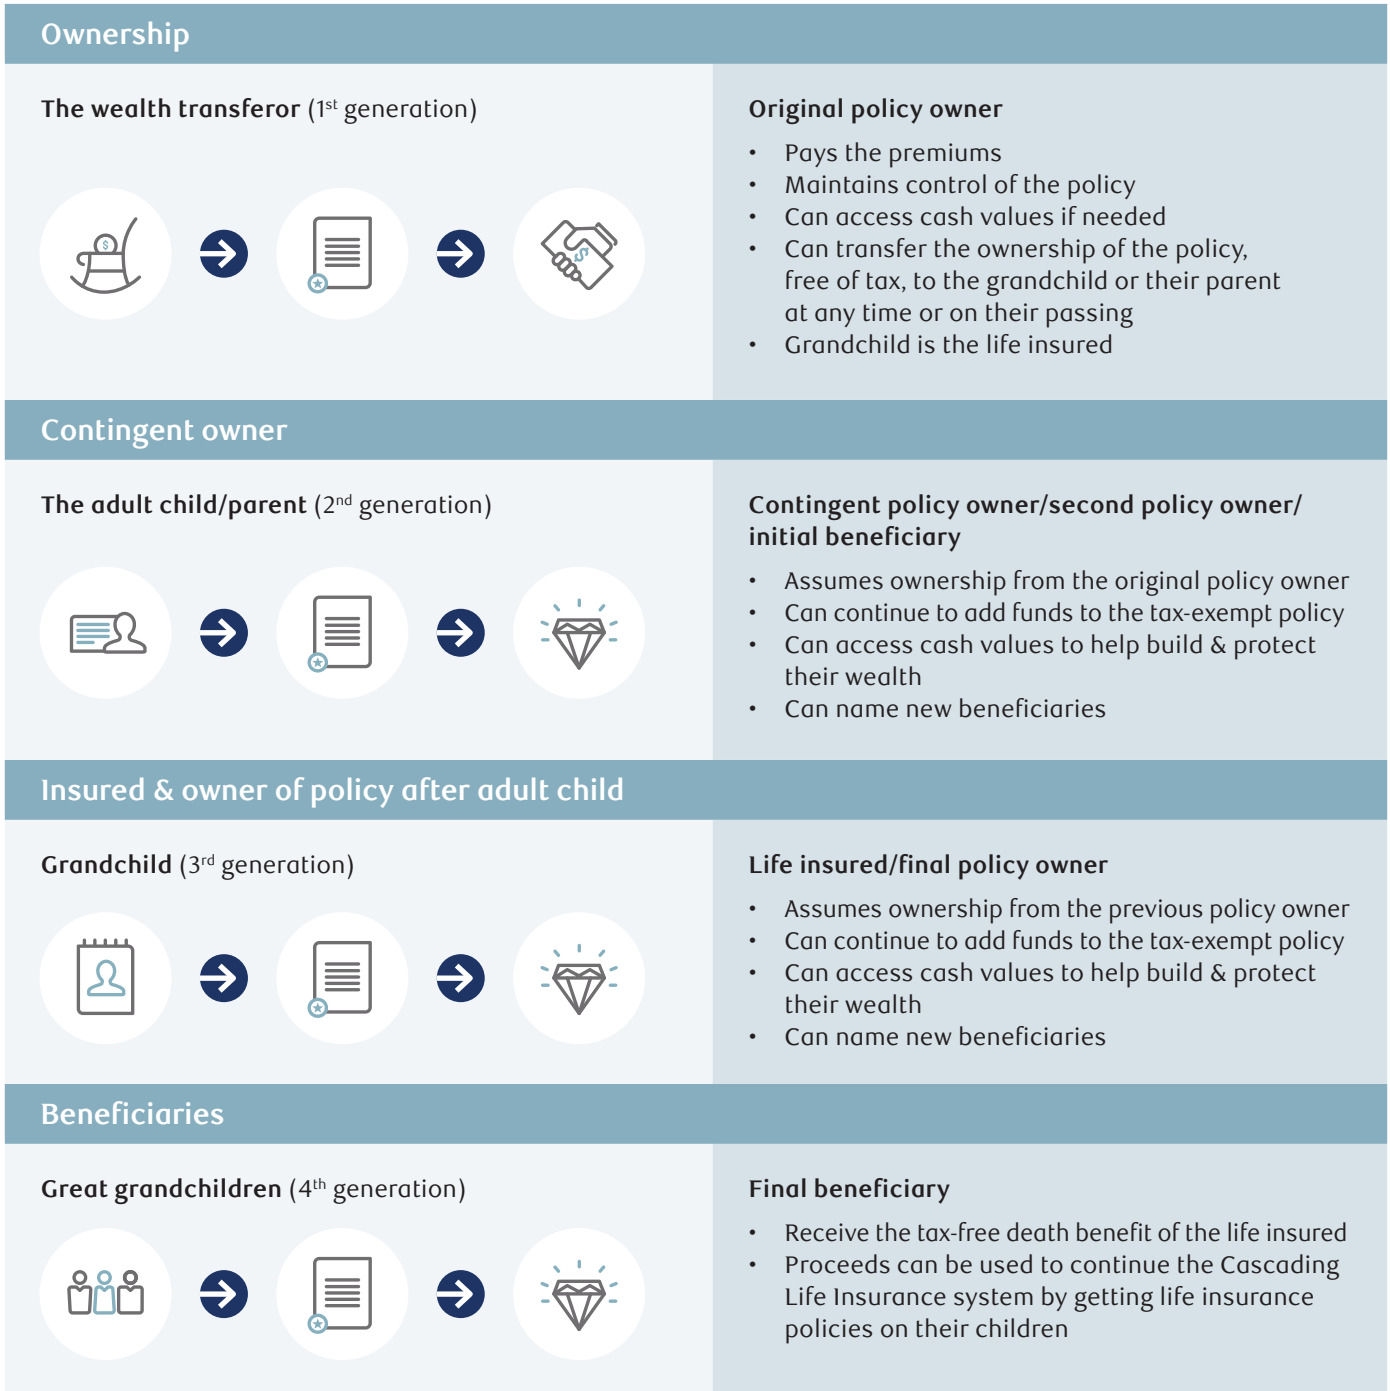 Ownership
The wealth transferor (1st generation)
$
$
Original policy owner
• Pays the premiums
• Maintains control of the policy
• Can access cash values if needed
• Can transfer the ownership of the policy,
free of tax, to the grandchild or their parent
at any time or on their passing
• Grandchild is the life insured
Contingent owner
The adult child/parent (2nd generation)
Contingent policy owner/second policy owner/
initial beneficiary
• Assumes ownership from the original policy owner
• Can continue to add funds to the tax-exempt policy
• Can access cash values to help build & protect
their wealth
• Can name new beneficiaries
Insured & owner of policy after adult child
Grandchild (3rd generation)
Life insured/final policy owner
• Assumes ownership from the previous policy owner
• Can continue to add funds to the tax-exempt policy
• Can access cash values to help build & protect
their wealth
• Can name new beneficiaries
Beneficiaries
Great grandchildren (4th generation)
Final beneficiary
• Receive the tax-free death benefit of the life insured
• Proceeds can be used to continue the Cascading
Life Insurance system by getting life insurance
policies on their children